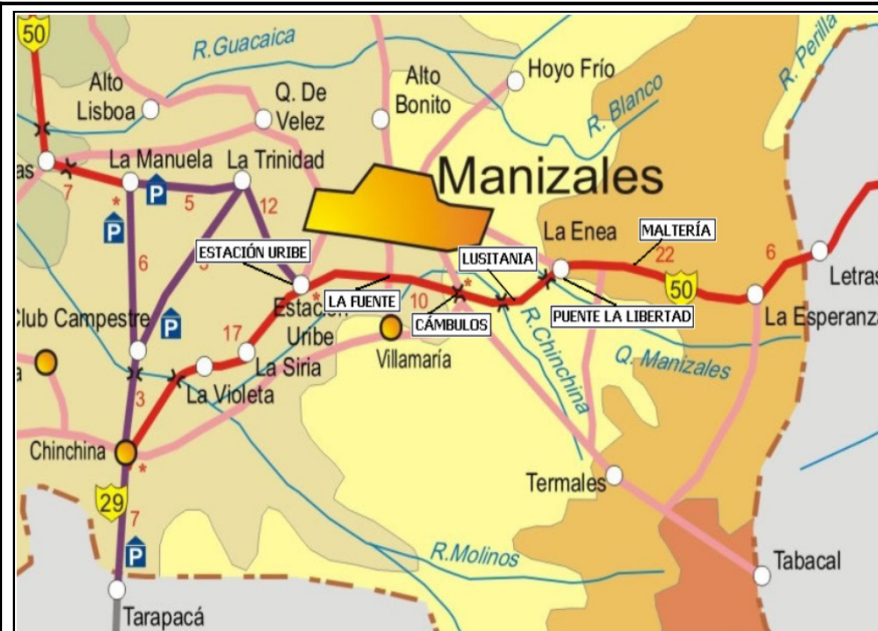 50
R.Guacaica
Alto
Lisboa
Q. De
Velez
Alto
Bonito
Hoyo Frío
R. Perilla
R. Blanco
as
7
*
La Manuela
P
5
La Trinidad
12
Manizales
P
6
P
ESTACIÓN URIBE
LUSITANIA
La Enea
MALTERÍA
22
6
Letras
50
*
Estación
Uribe
LA FUENTE
10
*
CÁMBULOS
PUENTE LA LIBERTAD
La Esperanza
Club Campestre
17
La Siria
Villamaría
R.Chinchina
Q. Manizales
a
3
La Violeta
Chinchina
*
29
7
P
Termales
R.Molinos
Tabacal
Tarapacá